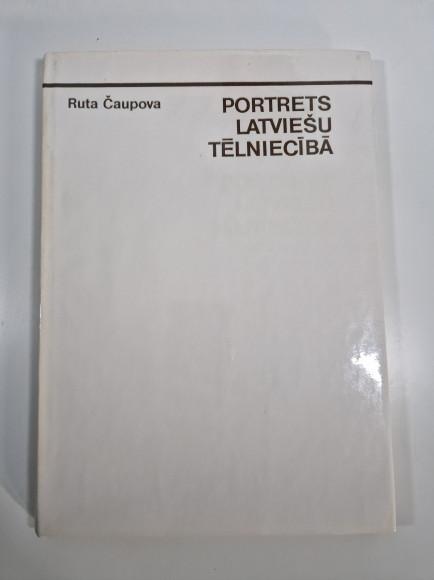 Ruta Čaupova
PORTRETS
LATVIEŠU
TĒLNIECĪBĀ